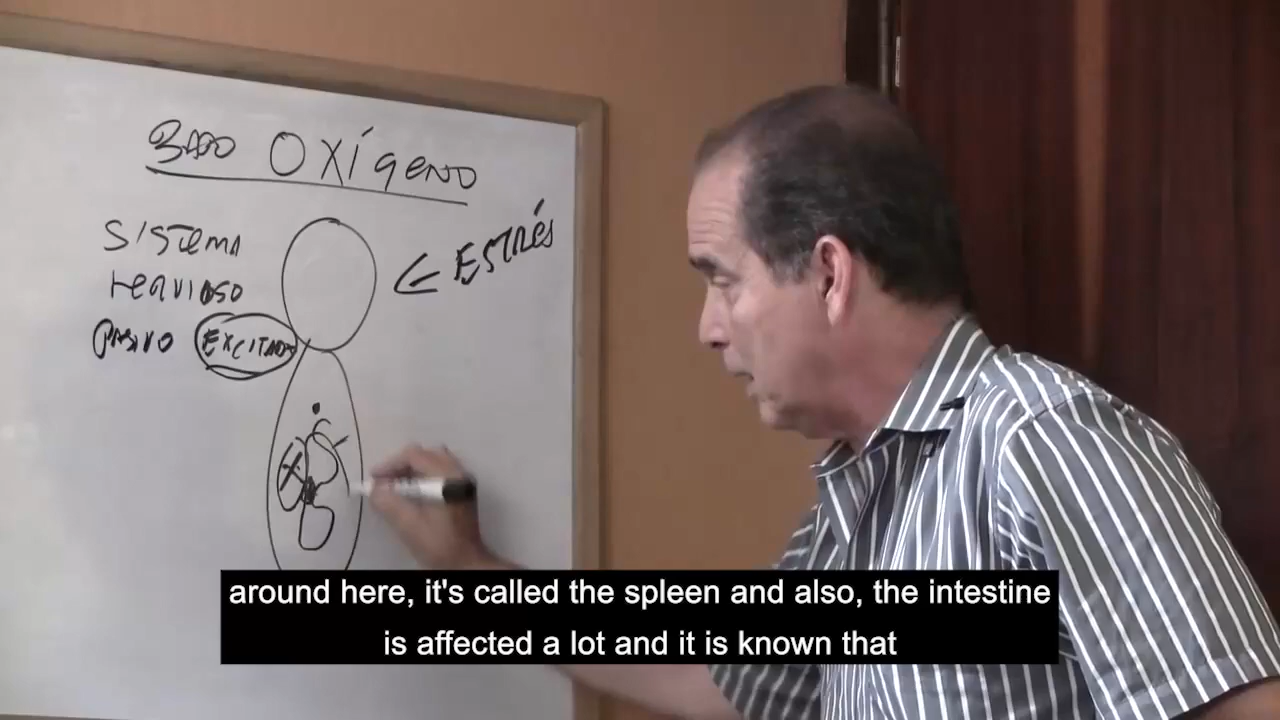 BAJO OXÍGENO
SISTEMA
NERVIOSO
PASIVO EXCITADO
ESTRÉS
around here, it's called the spleen and also, the intestine
is affected a lot and it is known that